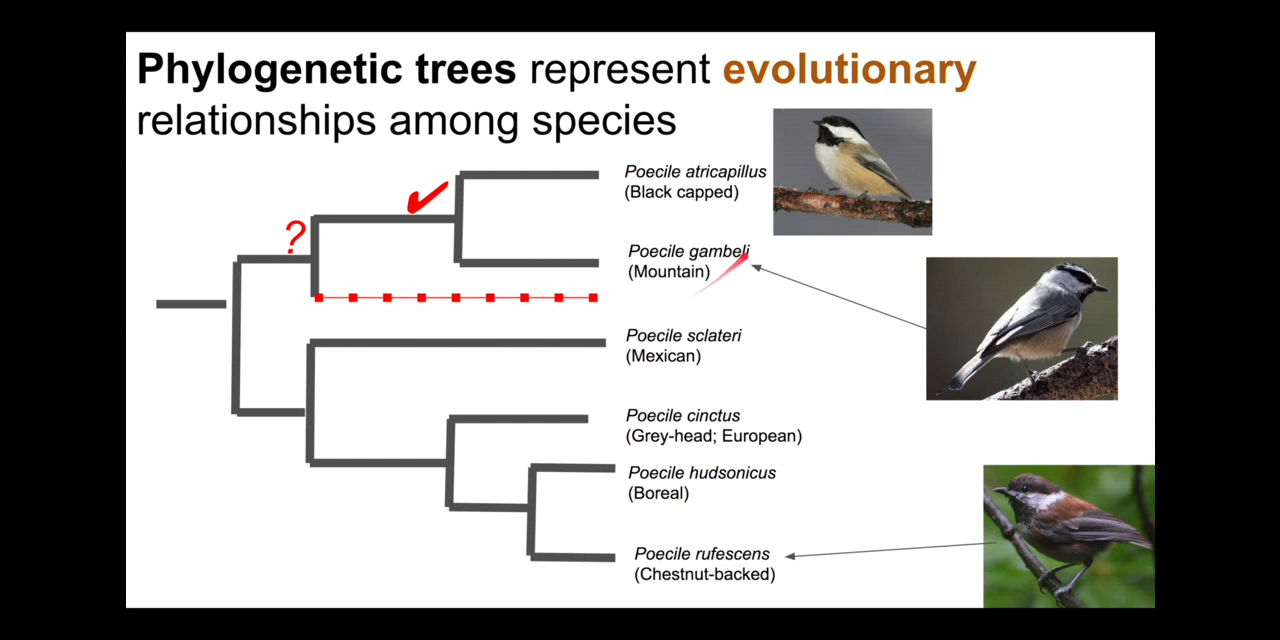 Phylogenetic trees represent evolutionary
relationships among species
?
Poecile atricapillus
(Black capped)
Poecile gambeli
(Mountain)
Poecile sclateri
(Mexican)
Poecile cinctus
(Grey-head; European)
Poecile hudsonicus
(Boreal)
Poecile rufescens
(Chestnut-backed)